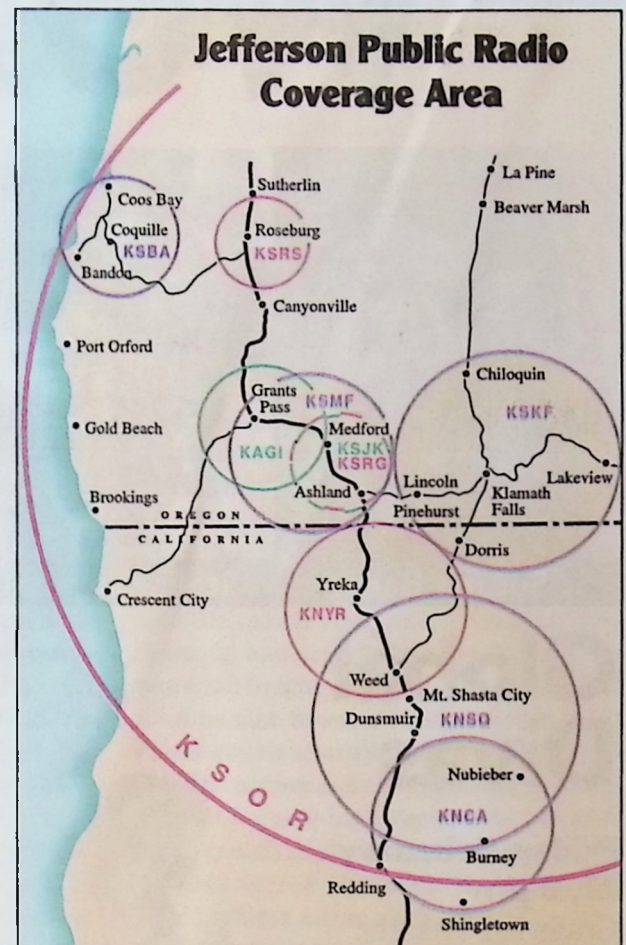 Jefferson Public Radio
Coverage Area
La Pine
Sutherlin
Coos Bay
Beaver Marsh
Coquille
Roseburg
KSBA
KSRS
Bandon
Canyonville
Port Orford
Chiloquin
Grants
Pass
KSMF
KSKF
Gold Beach
Medford
KAGI
KSJK
KSRG
Lakeview
Ashland
Lincoln
Brookings
Pinehurst
Klamath
Falls
OREGON
CALIFORNIA
Dorris
Yreka
Crescent City
KNYR
Weed
Mt. Shasta City
Dunsmuir
KNSQ
KSOR
Nubieber
KNCA
Burney
Redding
Shingletown